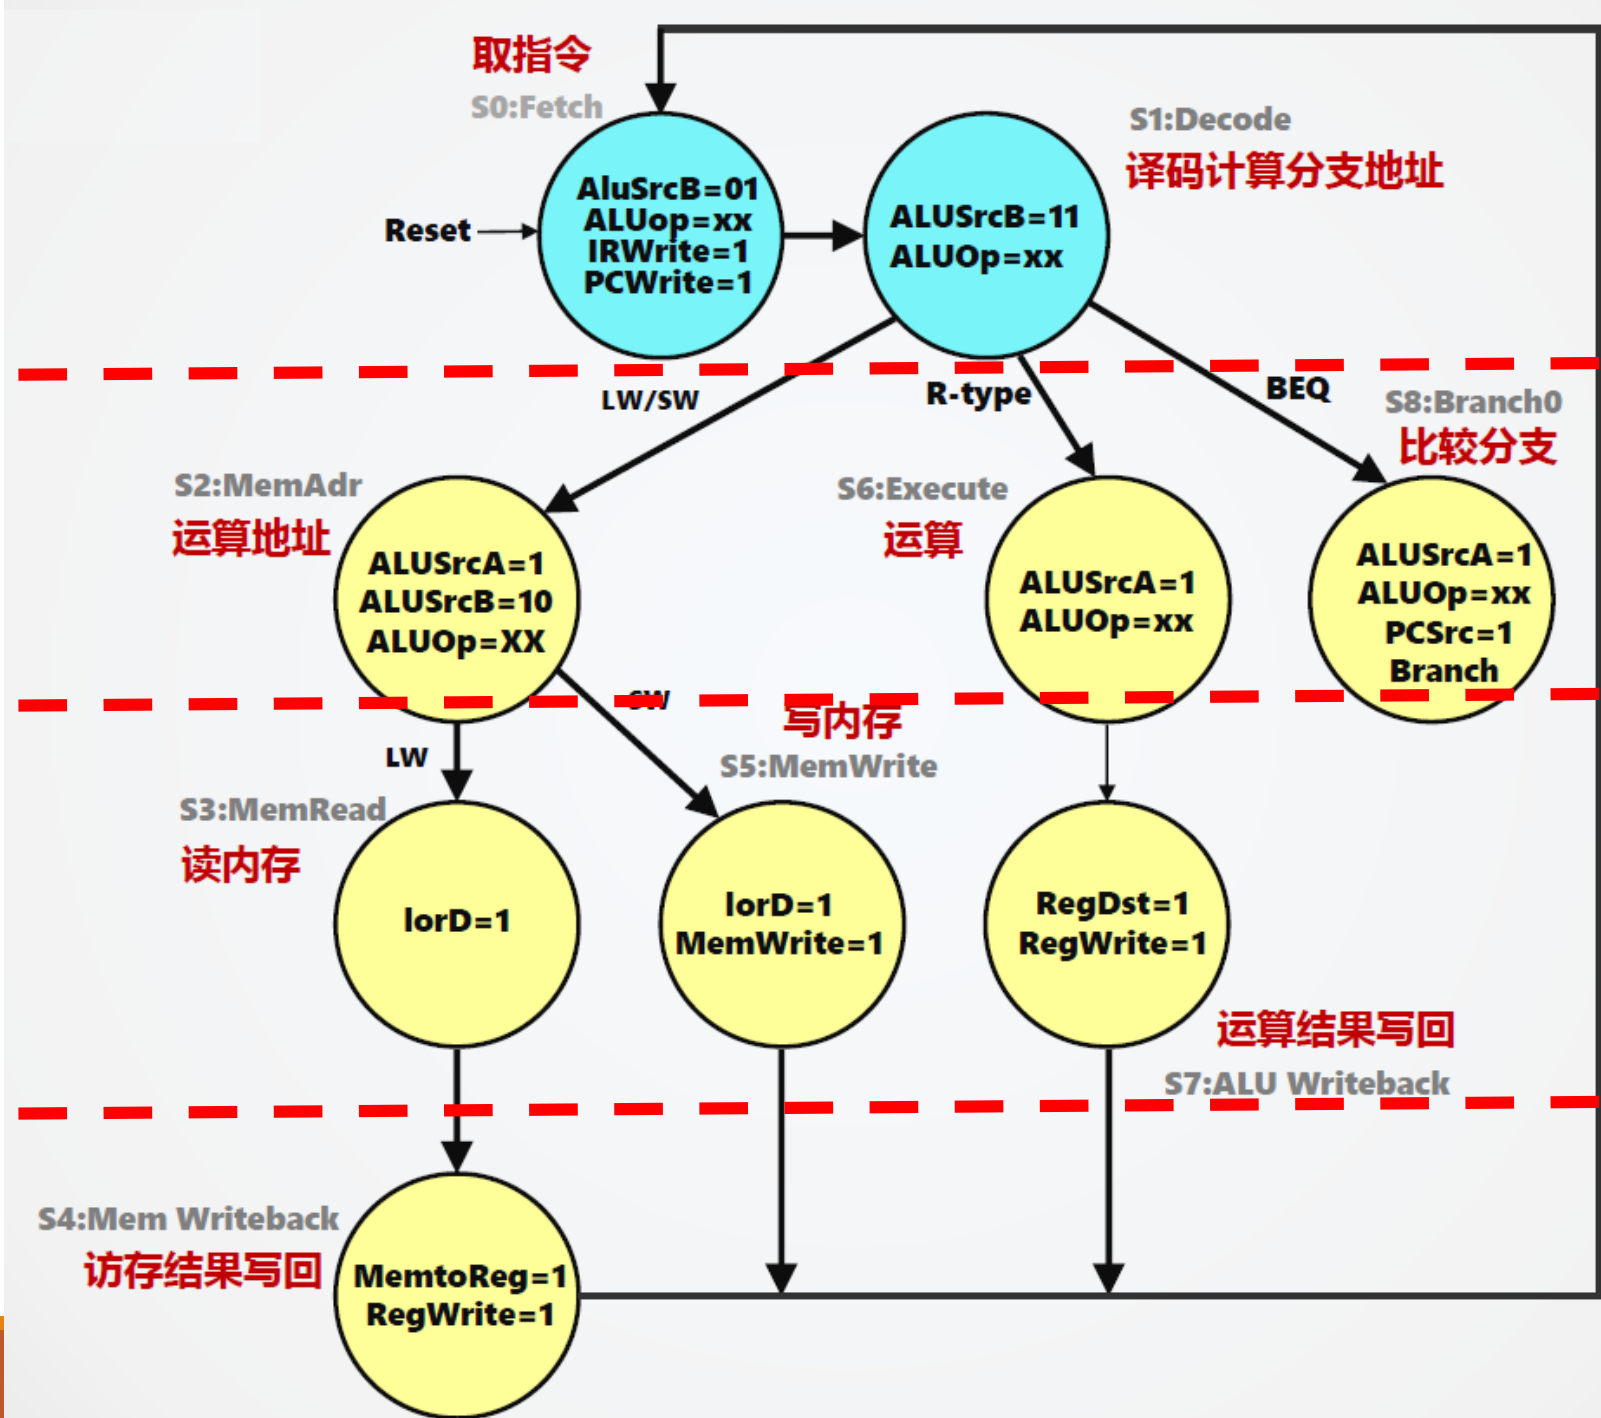 取指令
S0:Fetch
AluSrcB=01
ALUop=xx
IRWrite=1
PCWrite=1
Reset
S1:Decode
译码计算分支地址
ALUSrcB=11
ALUOp=xx
LW/SW
R-type
BEQ
S8:Branch0
比较分支
S2:MemAdr
运算地址
ALUSrcA=1
ALUSrcB=10
ALUOp=XX
S6:Execute
运算
ALUSrcA=1
ALUOp=xx
ALUSrcA=1
ALUOp=xx
PCSrc=1
Branch
LW
SW
写内存
S5:MemWrite
S3:MemRead
读内存
IorD=1
IorD=1
MemWrite=1
RegDst=1
RegWrite=1
运算结果写回
S7:ALU Writeback
S4:Mem Writeback
访存结果写回
MemtoReg=1
RegWrite=1